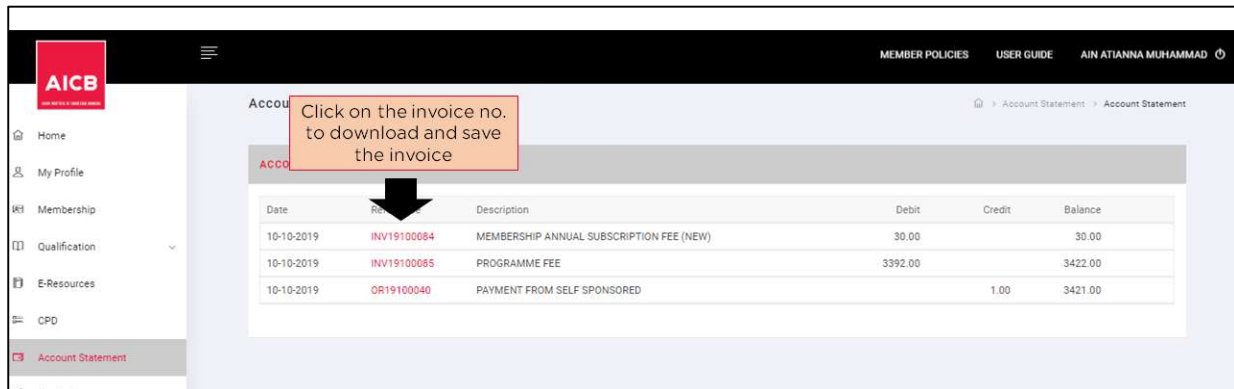 MEMBER POLICIES USER GUIDE AIN ATIANNA MUHAMMAD
AICB
Accou
Account Statement > Account Statement
Click on the invoice no.
to download and save
the invoice
Home
ACCO
My Profile
Membership
Date Description Debit Credit Balance
10-10-2019 INV19100084 MEMBERSHIP ANNUAL SUBSCRIPTION FEE (NEW) 30.00 30.00
Qualification
10-10-2019 INV19100085 PROGRAMME FEE 3392.00 3422.00
E-Resources
10-10-2019 OR19100040 PAYMENT FROM SELF SPONSORED 1.00 3421.00
CPD
Account Statement